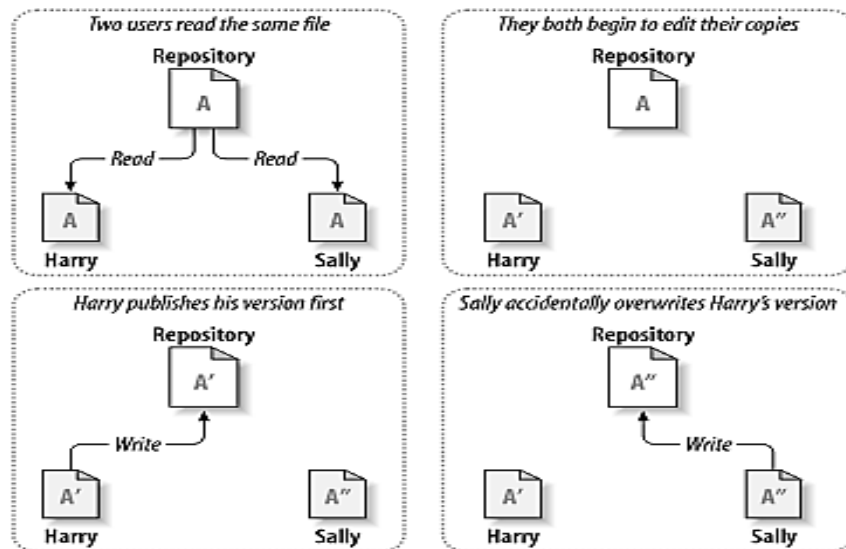 Two users read the same file
Repository
A
Read
Read
A
A
Harry
Sally
They both begin to edit their copies
Repository
A
A′
A″
Harry
Sally
Harry publishes his version first
Repository
A′
Write
A′
A″
Harry
Sally
Sally accidentally overwrites Harry’s version
Repository
A″
Write
A′
A″
Harry
Sally